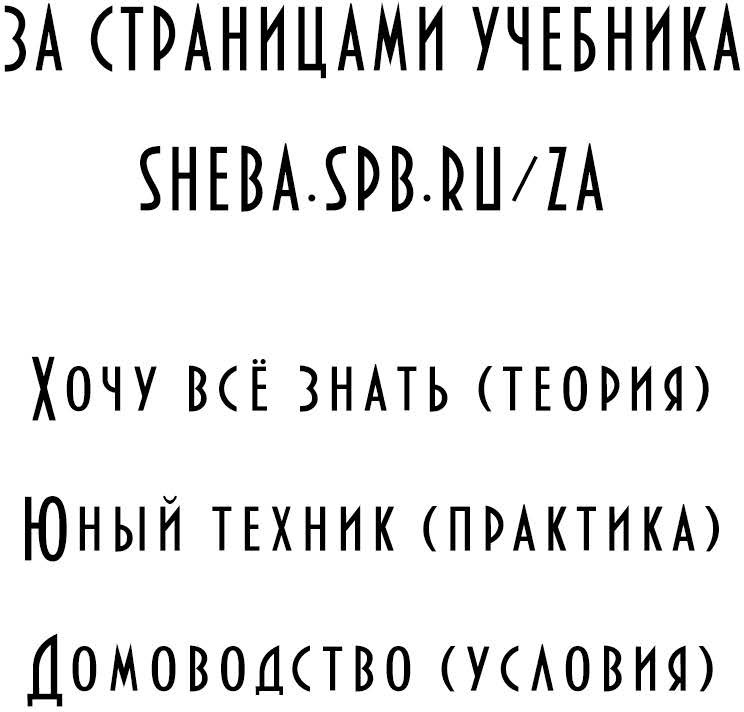 ЗА СТРАНИЦАМИ УЧЕБНИКА
SHEBA.SPB.RU/ZA
Хочу всё знать (теория)
Юный техник (практика)
Домоводство (условия)